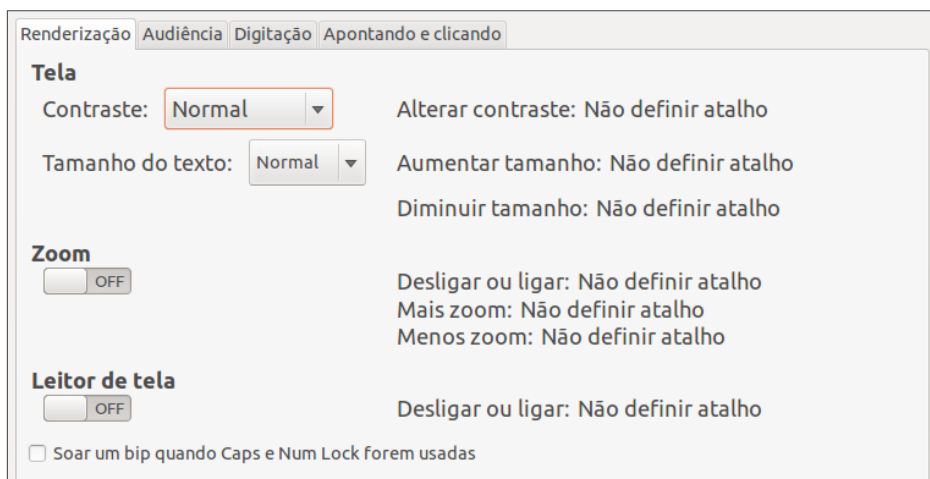 Renderização Audiência Digitação Apontando e clicando
Tela
Contraste: Normal Alterar contraste: Não definir atalho
Tamanho do texto: Normal Aumentar tamanho: Não definir atalho
Diminuir tamanho: Não definir atalho
Zoom
OFF Desligar ou ligar: Não definir atalho
Mais zoom: Não definir atalho
Menos zoom: Não definir atalho
Leitor de tela
OFF Desligar ou ligar: Não definir atalho
Soar um bip quando Caps e Num Lock forem usadas